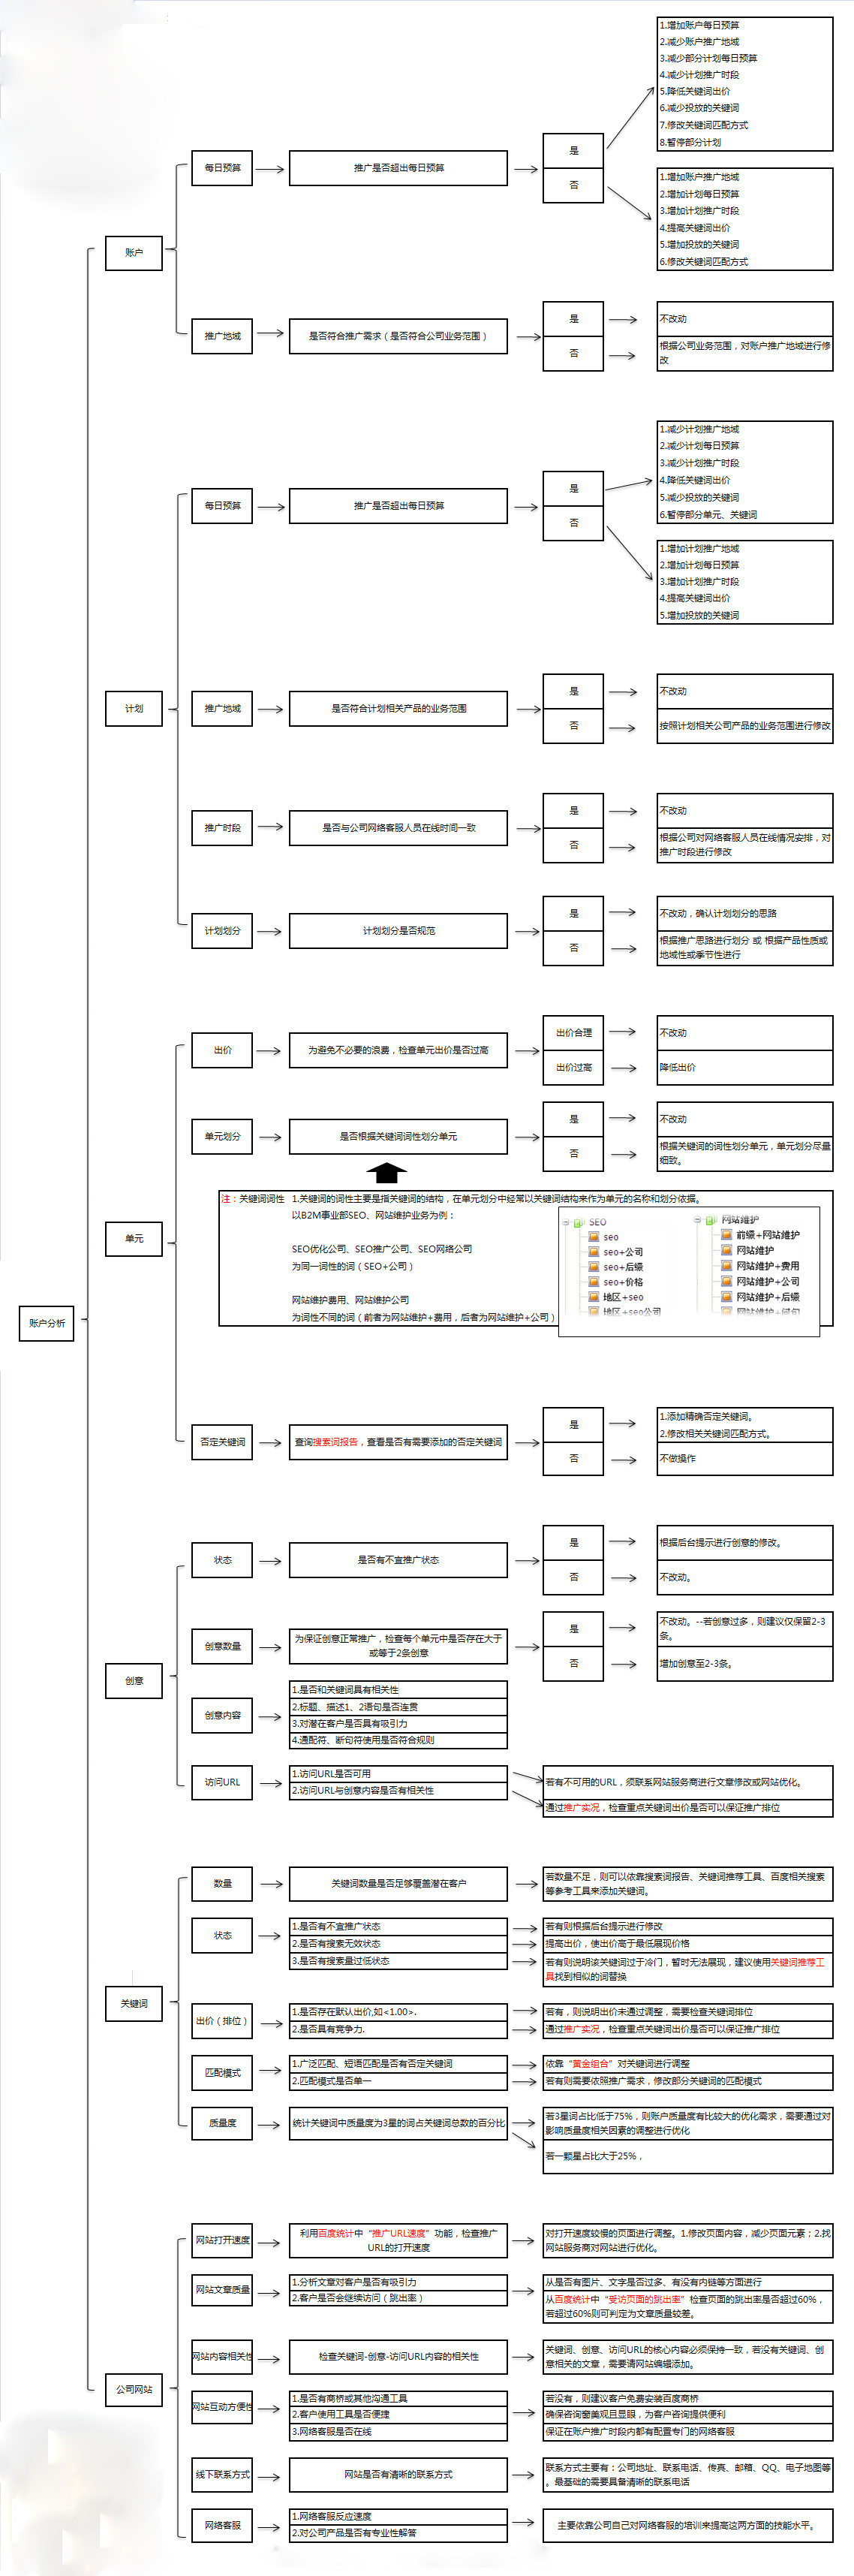 账户分析
账户
每日预算
推广是否超出每日预算
是
否
1.增加账户每日预算
2.减少账户推广地域
3.减少部分计划每日预算
4.减少计划推广时段
5.降低关键词出价
6.减少投放的关键词
7.修改关键词匹配方式
8.暂停部分计划
1.增加账户推广地域
2.增加计划每日预算
3.增加计划推广时段
4.提高关键词出价
5.增加投放的关键词
6.修改关键词匹配方式
推广地域
是否符合推广需求（是否符合公司业务范围）
是
否
不改动
根据公司业务范围，对账户推广地域进行修
改
计划
每日预算
推广是否超出每日预算
是
否
1.减少计划推广地域
2.减少计划每日预算
3.减少计划推广时段
4.降低关键词出价
5.减少投放的关键词
6.暂停部分单元、关键词
1.增加计划推广地域
2.增加计划每日预算
3.增加计划推广时段
4.提高关键词出价
5.增加投放的关键词
推广地域
是否符合计划相关产品的业务范围
是
否
不改动
按照计划相关公司产品的业务范围进行修改
推广时段
是否与公司网络客服人员在线时间一致
是
否
不改动
根据公司对网络客服人员在线情况安排，对
推广时段进行修改
计划划分
计划划分是否规范
是
否
不改动，确认计划划分的思路
根据推广思路进行划分 或 根据产品性质或
地域性或季节性进行
单元
出价
为避免不必要的浪费，检查单元出价是否过高
出价合理
出价过高
不改动
降低出价
单元划分
是否根据关键词词性划分单元
是
否
不改动
根据关键词的词性划分单元，单元划分尽量
细致。
注：关键词词性 1.关键词的词性主要是指关键词的结构，在单元划分中经常以关键词结构来作为单元的名称和划分依据。
以B2M事业部SEO、网站维护业务为例：
SEO优化公司、SEO推广公司、SEO网络公司
为同一词性的词（SEO+公司）
网站维护费用、网站维护公司
为词性不同的词（前者为网站维护+费用，后者为网站维护+公司）
SEO
seo
seo+公司
seo+后缀
seo+价格
地区+seo
地区+seo公司
网站维护
前缀+网站维护
网站维护
网站维护+费用
网站维护+公司
网站维护+后缀
网站维护+问句
否定关键词
查询搜索词报告，查看是否有需要添加的否定关键词
是
否
1.添加精确否定关键词。
2.修改相关关键词匹配方式。
不做操作
创意
状态
是否有不宜推广状态
是
否
根据后台提示进行创意的修改。
不改动。
创意数量
为保证创意正常推广，检查每个单元中是否存在大于
或等于2条创意
是
否
不改动。--若创意过多，则建议仅保留2-3
条。
增加创意至2-3条。
创意内容
1.是否和关键词具有相关性
2.标题、描述1、2语句是否连贯
3.对潜在客户是否具有吸引力
4.通配符、断句符使用是否符合规则
访问URL
1.访问URL是否可用
2.访问URL与创意内容是否有相关性
若有不可用的URL，须联系网站服务商进行文章修改或网站优化。
通过推广实况，检查重点关键词出价是否可以保证推广排位
关键词
数量
关键词数量是否足够覆盖潜在客户
若数量不足，则可以依靠搜索词报告、关键词推荐工具、百度相关搜索
等参考工具来添加关键词。
状态
1.是否有不宜推广状态
2.是否有搜索无效状态
3.是否有搜索量过低状态
若有则根据后台提示进行修改
提高出价，使出价高于最低展现价格
若有则说明该关键词过于冷门，暂时无法展现，建议使用关键词推荐工
具找到相似的词替换
出价（排位）
1.是否存在默认出价,如<1.00>.
2.是否具有竞争力.
若有，则说明出价未通过调整，需要检查关键词排位
通过推广实况，检查重点关键词出价是否可以保证推广排位
匹配模式
1.广泛匹配、短语匹配是否有否定关键词
2.匹配模式是否单一
依靠“黄金组合”对关键词进行调整
若有则需要依照推广需求，修改部分关键词的匹配模式
质量度
统计关键词中质量度为3星的词占关键词总数的百分比
若3星词占比低于75%，则账户质量度有比较大的优化需求，需要通过对
影响质量度相关因素的调整进行优化
若一颗星占比大于25%，
公司网站
网站打开速度
利用百度统计中“推广URL速度”功能，检查推广
URL的打开速度
对打开速度较慢的页面进行调整。1.修改页面内容，减少页面元素；2.找
网站服务商对网站进行优化。
网站文章质量
1.分析文章对客户是否有吸引力
2.客户是否会继续访问（跳出率）
从是否有图片、文字是否过多、有没有内链等方面进行
从百度统计中“受访页面的跳出率”检查页面的跳出率是否超过60%，
若超过60%则可判定为文章质量较差。
网站内容相关性
检查关键词-创意-访问URL内容的相关性
关键词、创意、访问URL的核心内容必须保持一致，若没有关键词、创
意相关的文章，需要请网站编辑添加。
网站互动方便性
1.是否有商桥或其他沟通工具
2.客户使用工具是否便捷
3.网络客服是否在线
若没有，则建议客户免费安装百度商桥
确保咨询窗美观且显眼，为客户咨询提供便利
保证在账户推广时段内都有配置专门的网络客服
线下联系方式
网站是否有清晰的联系方式
联系方式主要有：公司地址、联系电话、传真、邮箱、QQ、电子地图等
。最基础的需要具备清晰的联系电话
网络客服
1.网络客服反应速度
2.对公司产品是否有专业性解答
主要依靠公司自己对网络客服的培训来提高这两方面的技能水平。